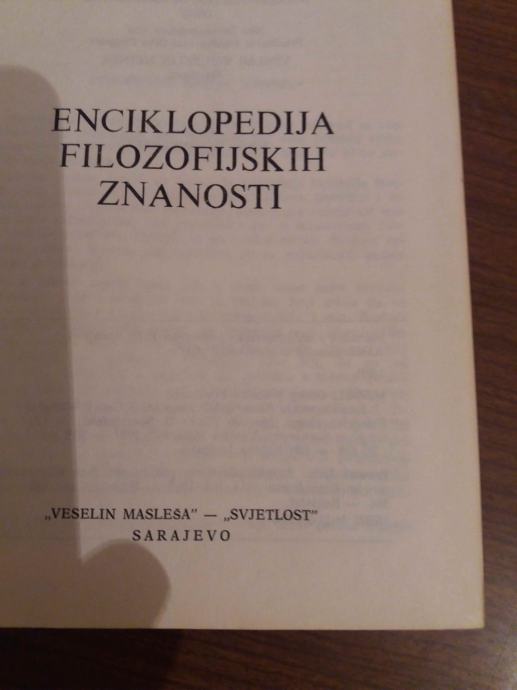 ENCIKLOPEDIJA
FILOZOFIJSKIH
ZNANOSTI
„VESELIN MASLEŠA” — „SVJETLOST”
SARAJEVO